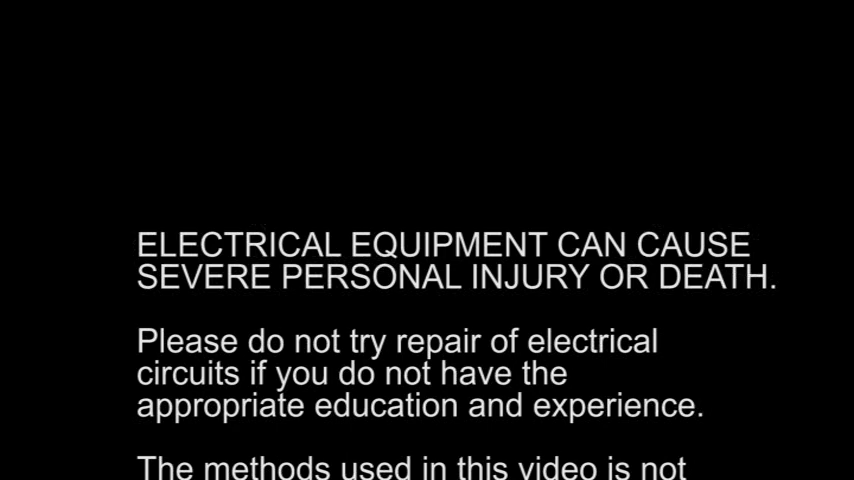 ELECTRICAL EQUIPMENT CAN CAUSE
SEVERE PERSONAL INJURY OR DEATH.
Please do not try repair of electrical
circuits if you do not have the
appropriate education and experience.
The methods used in this video is not